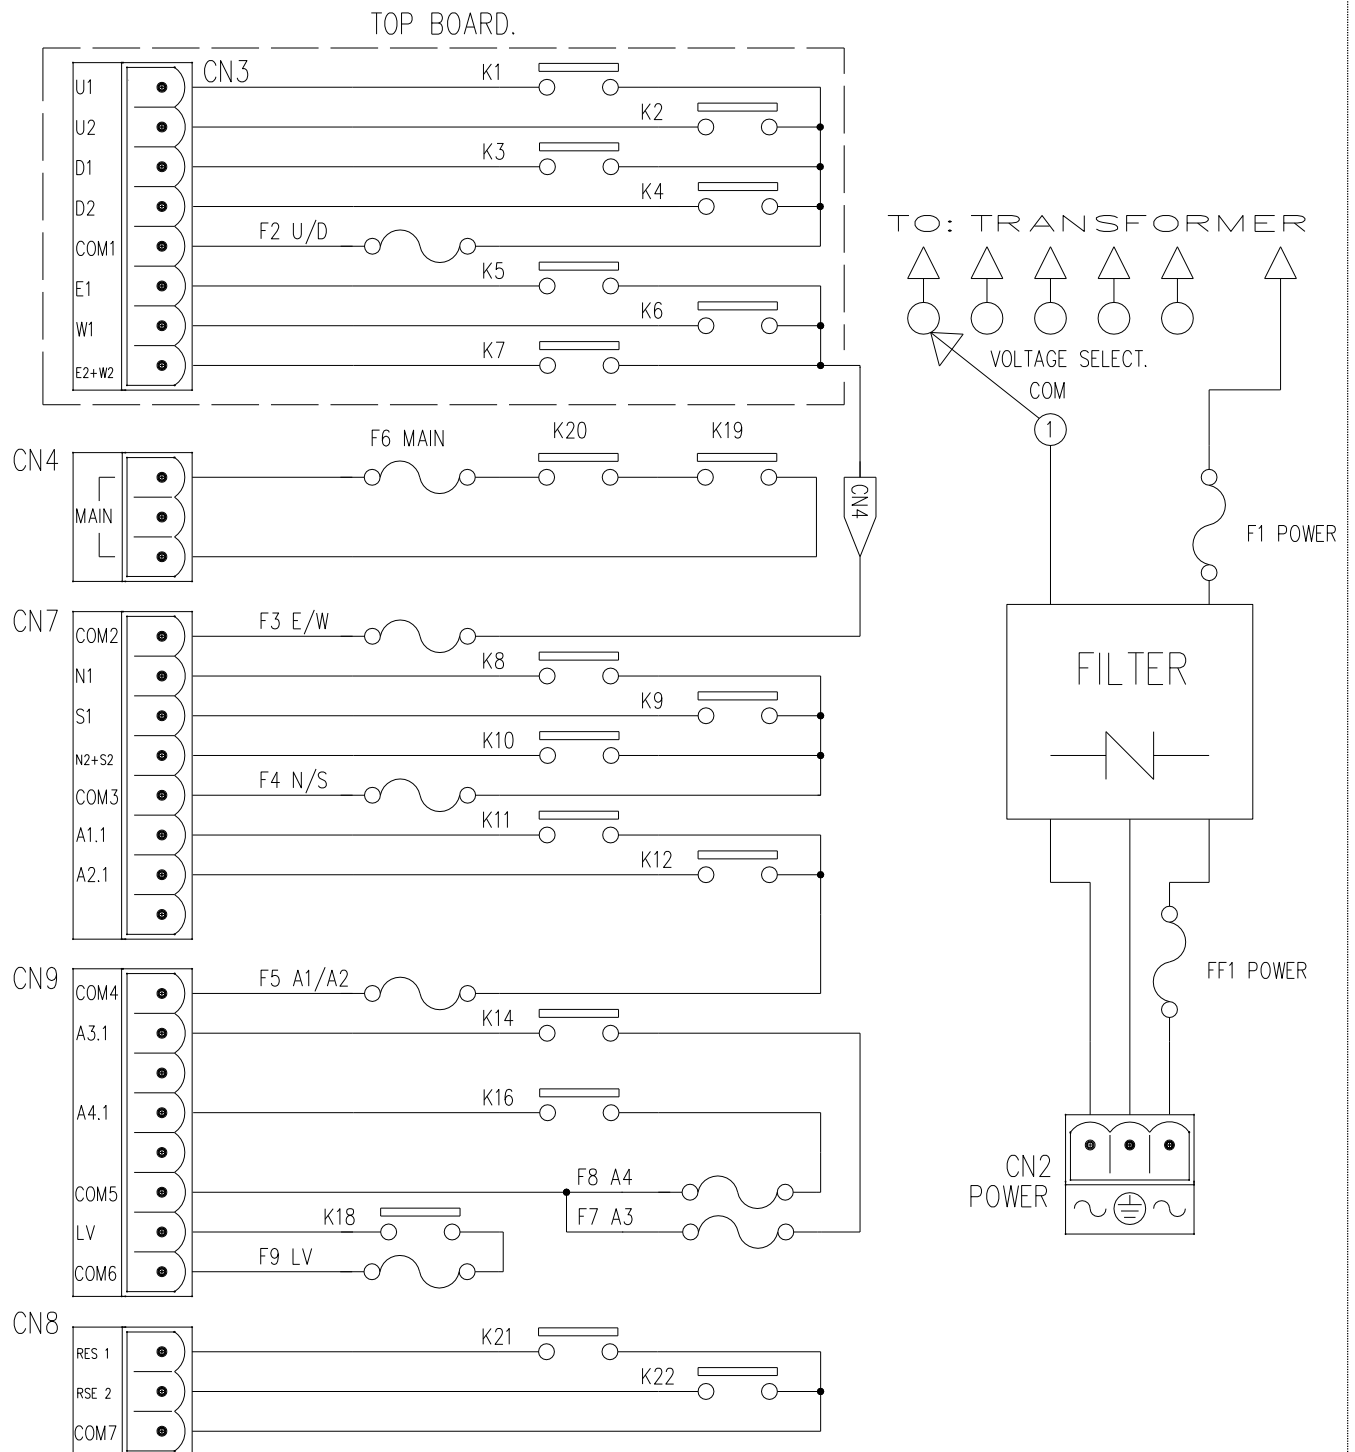 TOP BOARD.
CN3
U1
K1
U2
K2
D1
K3
D2
K4
COM1
F2 U/D
E1
K5
W1
K6
E2+W2
K7
CN4
MAIN
F6 MAIN
K20
K19
CN4
CN7
COM2
F3 E/W
N1
K8
S1
K9
N2+S2
K10
COM3
F4 N/S
A1.1
K11
A2.1
K12
CN9
COM4
F5 A1/A2
A3.1
K14
A4.1
K16
COM5
F8 A4
F7 A3
LV
K18
COM6
F9 LV
CN8
RES 1
K21
RSE 2
K22
COM7
TO: TRANSFORMER
VOLTAGE SELECT.
COM
1
F1 POWER
FILTER
FF1 POWER
CN2
POWER